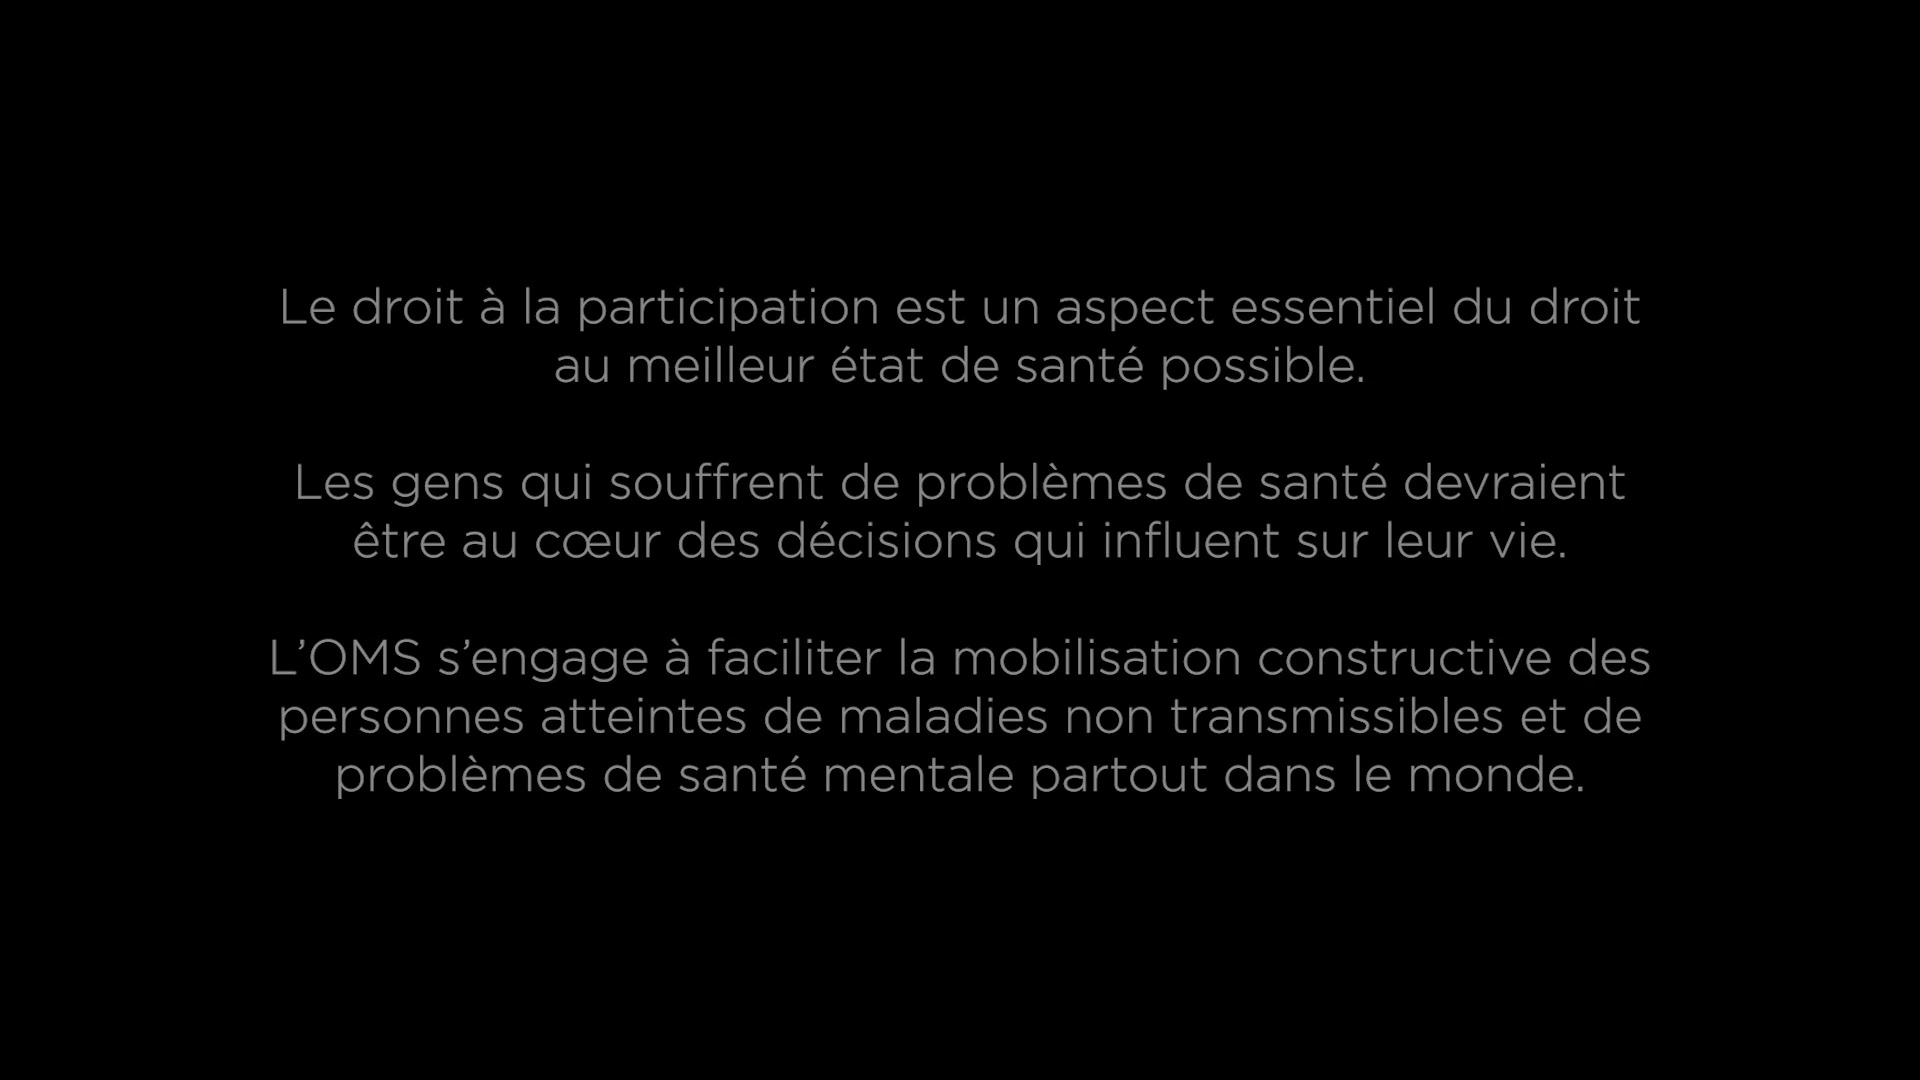 Le droit à la participation est un aspect essentiel du droit
au meilleur état de santé possible.
Les gens qui souffrent de problèmes de santé devraient
être au cœur des décisions qui influent sur leur vie.
L’OMS s’engage à faciliter la mobilisation constructive des
personnes atteintes de maladies non transmissibles et de
problèmes de santé mentale partout dans le monde.